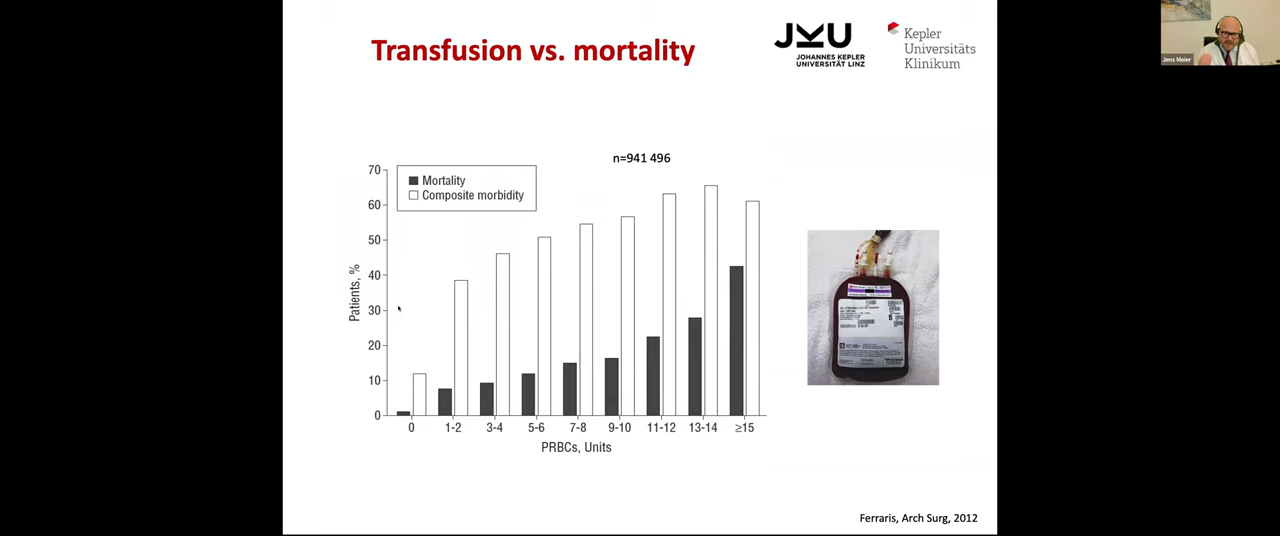 Transfusion vs. mortality
JKU
JOHANNES KEPLER
UNIVERSITÄT LINZ
Kepler
Universitäts
Klinikum
Jens Meier
n=941 496
Mortality
Composite morbidity
Patients, %
70
60
50
40
30
20
10
0
0 1-2 3-4 5-6 7-8 9-10 11-12 13-14 ≥15
PRBCs, Units
Ferraris, Arch Surg, 2012